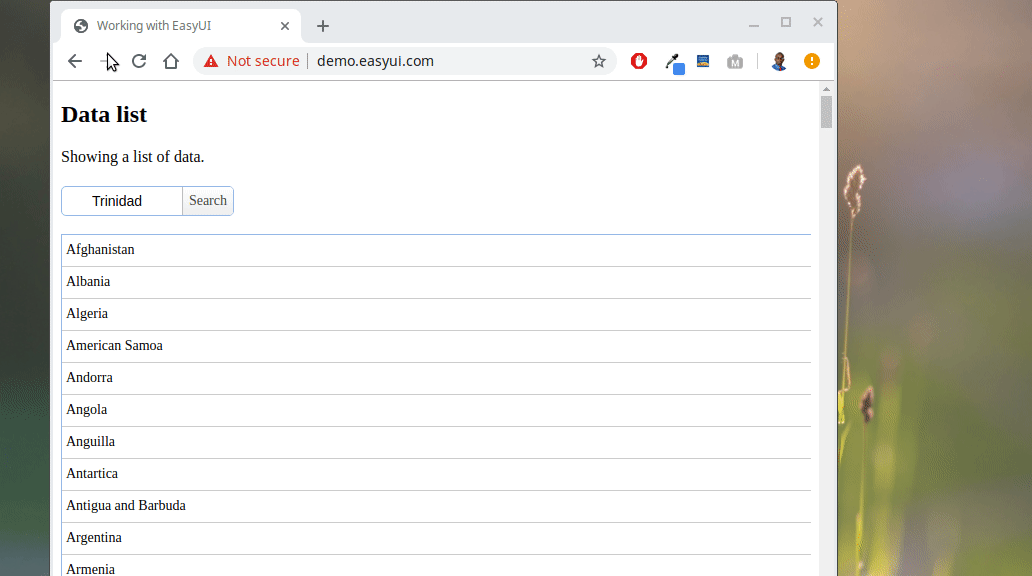 Working with EasyUI
Not secure demo.easyui.com
M
Data list
Showing a list of data.
Trinidad Search
Afghanistan
Albania
Algeria
American Samoa
Andorra
Angola
Anguilla
Antartica
Antigua and Barbuda
Argentina
Armenia